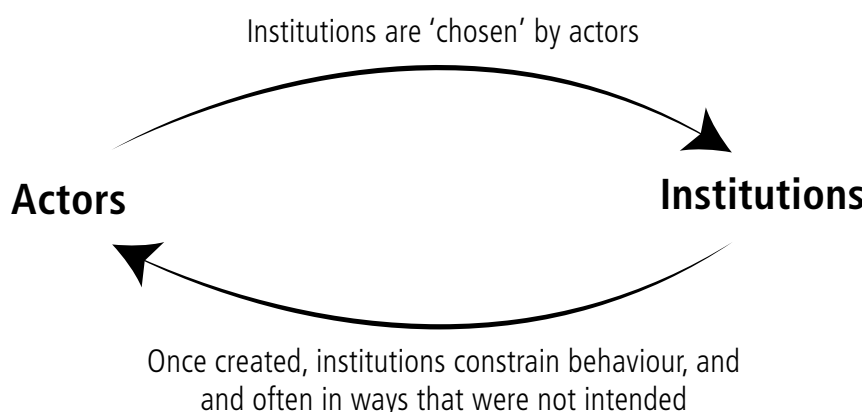 Institutions are ‘chosen’ by actors
Actors
Institutions
Once created, institutions constrain behaviour, and
and often in ways that were not intended